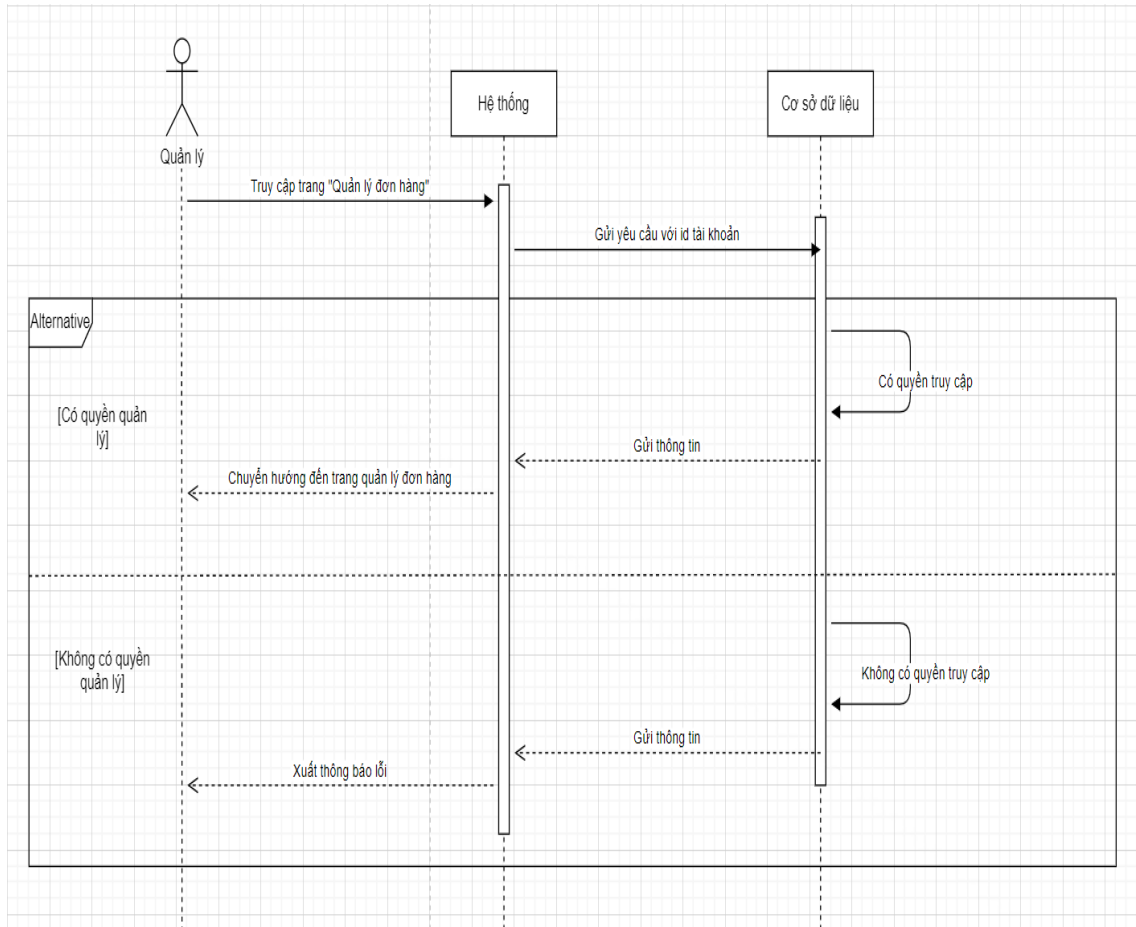 Hệ thống
Cơ sở dữ liệu
Quản lý
Truy cập trang "Quản lý đơn hàng"
Gửi yêu cầu với id tài khoản
Alternative
Có quyền truy cập
[Có quyền quản
lý]
Gửi thông tin
Chuyển hướng đến trang quản lý đơn hàng
[Không có quyền
quản lý]
Không có quyền truy cập
Gửi thông tin
Xuất thông báo lỗi